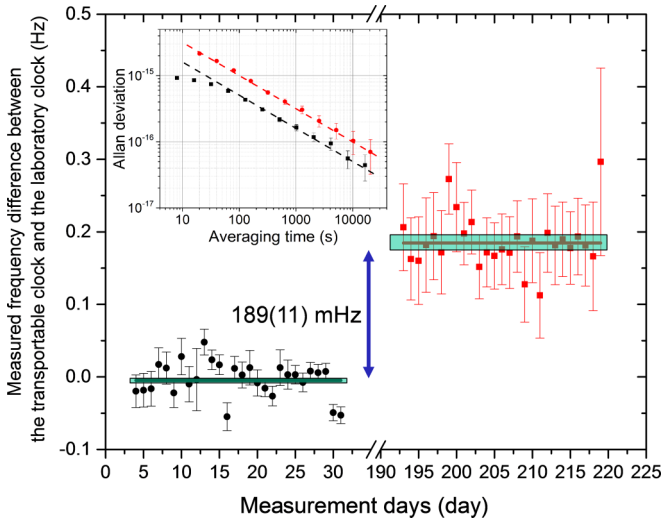 Measured frequency difference between
the transportable clock and the laboratory clock (Hz)
0.5
0.4
0.3
0.2
0.1
0.0
-0.1
Allan deviation
10-15
10-16
10-17
10 100 1000 10000
Averaging time (s)
189(11) mHz
0 5 10 15 20 25 30 190 195 200 205 210 215 220 225
Measurement days (day)